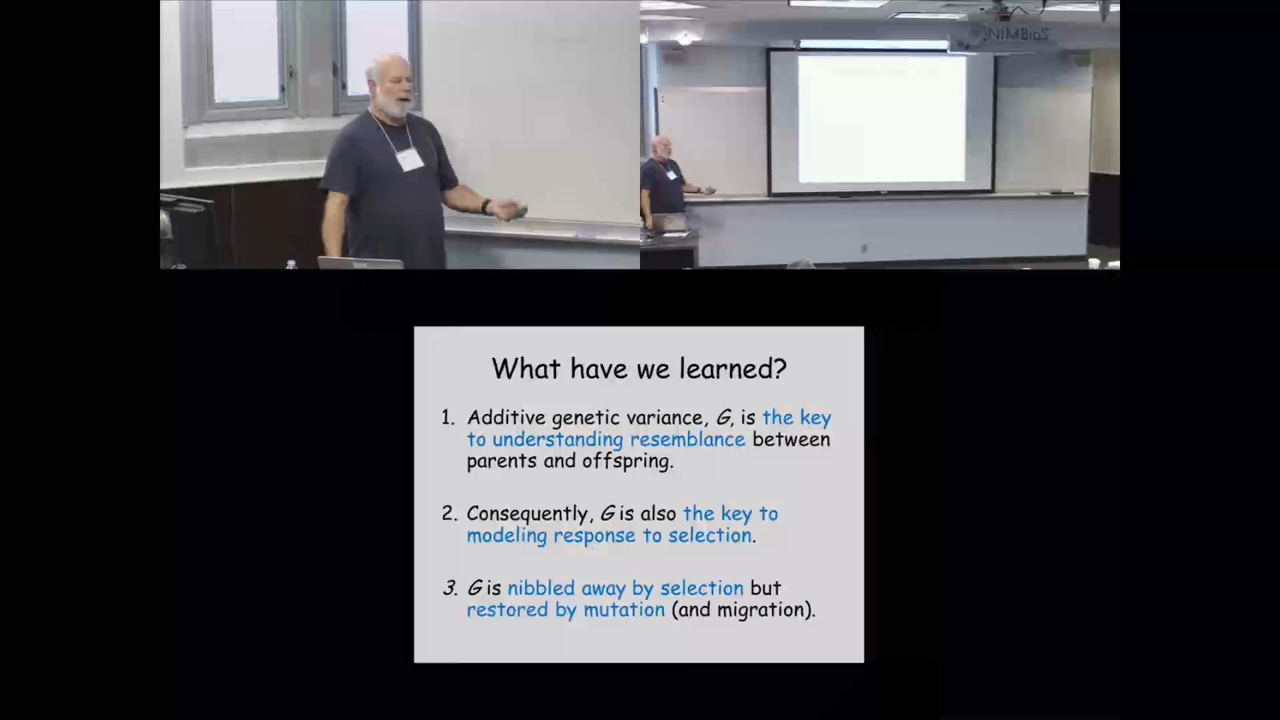 NIMBioS
What have we learned?
1. Additive genetic variance, G, is the key
to understanding resemblance between
parents and offspring.
2. Consequently, G is also the key to
modeling response to selection.
3. G is nibbled away by selection but
restored by mutation (and migration).